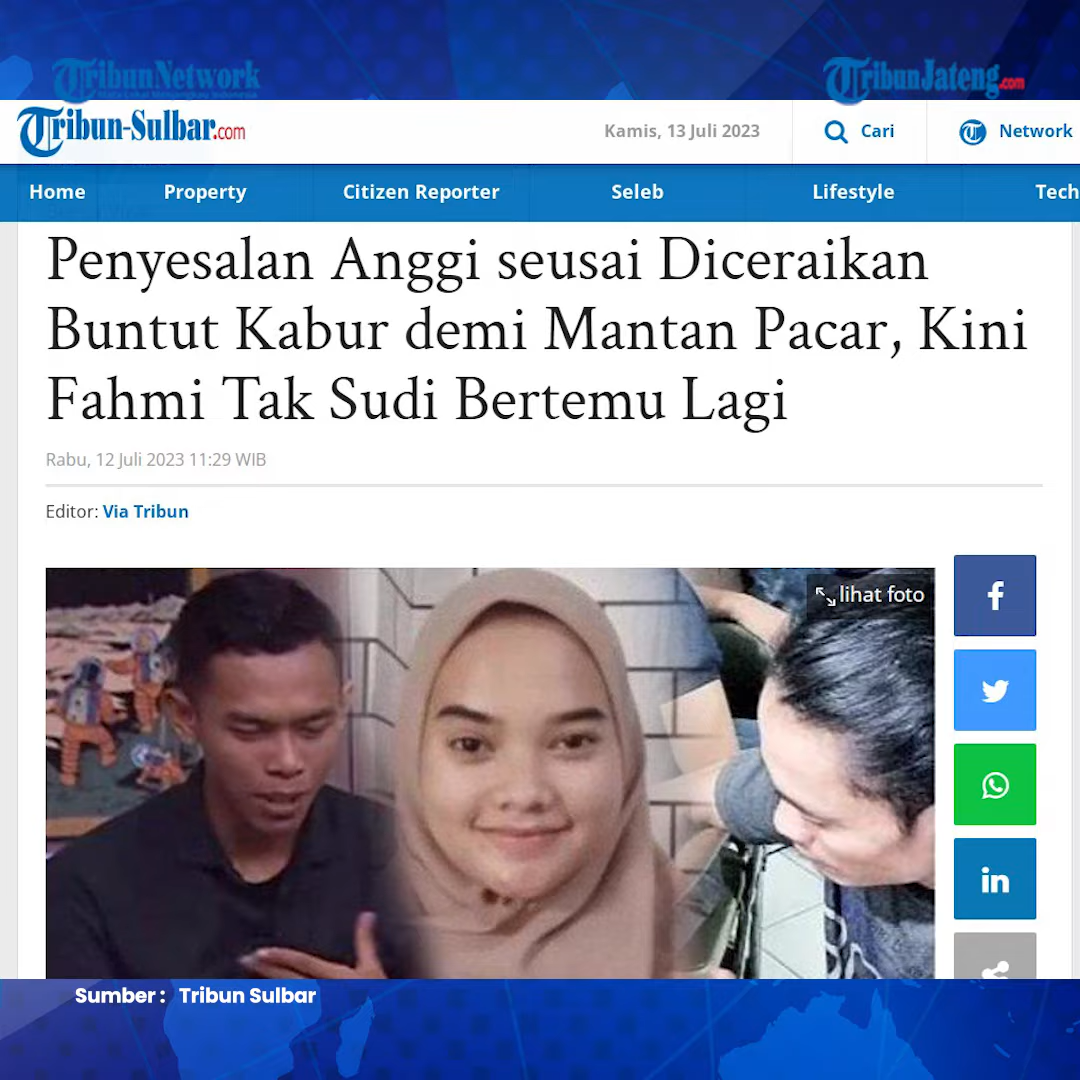 TribunNetwork
TribunJateng.com
Tribun-Sulbar.com
Kamis, 13 Juli 2023
Cari
Network
Home
Property
Citizen Reporter
Seleb
Lifestyle
Tech
Penyesalan Anggi seusai Diceraikan
Buntut Kabur demi Mantan Pacar, Kini
Fahmi Tak Sudi Bertemu Lagi
Rabu, 12 Juli 2023 11:29 WIB
Editor: Via Tribun
lihat foto
Sumber : Tribun Sulbar